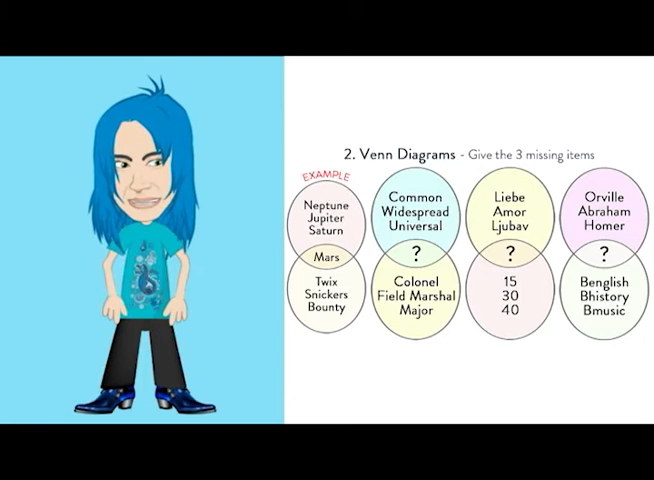 2. Venn Diagrams - Give the 3 missing items
EXAMPLE
Neptune
Jupiter
Saturn
Mars
Twix
Snickers
Bounty
Common
Widespread
Universal
?
Colonel
Field Marshal
Major
Liebe
Amor
Ljubav
?
15
30
40
Orville
Abraham
Homer
?
Benglish
Bhistory
Bmusic